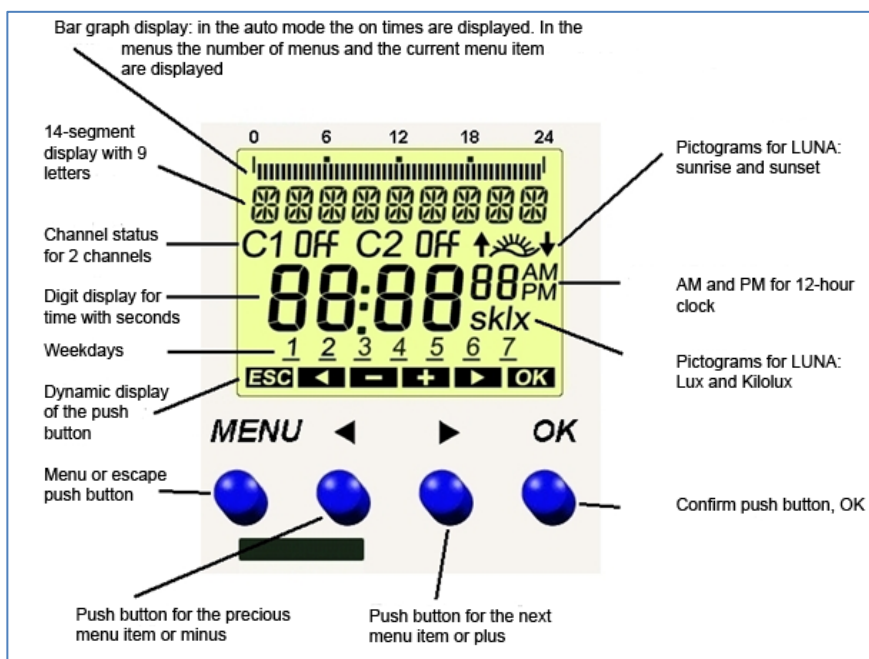 Bar graph display: in the auto mode the on times are displayed. In the
menus the number of menus and the current menu item
are displayed
0 6 12 18 24
14-segment
display with 9
letters
Pictograms for LUNA:
sunrise and sunset
Channel status
for 2 channels
C1 OFF C2 OFF
88:88 88 AM
PM
sklx
AM and PM for 12-hour
clock
Digit display for
time with seconds
Weekdays
1 2 3 4 5 6 7
Pictograms for LUNA:
Lux and Kilolux
ESC ◄ − + ► OK
Dynamic display
of the push
button
MENU ◄ ► OK
Menu or escape
push button
Confirm push button, OK
Push button for the precious
menu item or minus
Push button for the next
menu item or plus